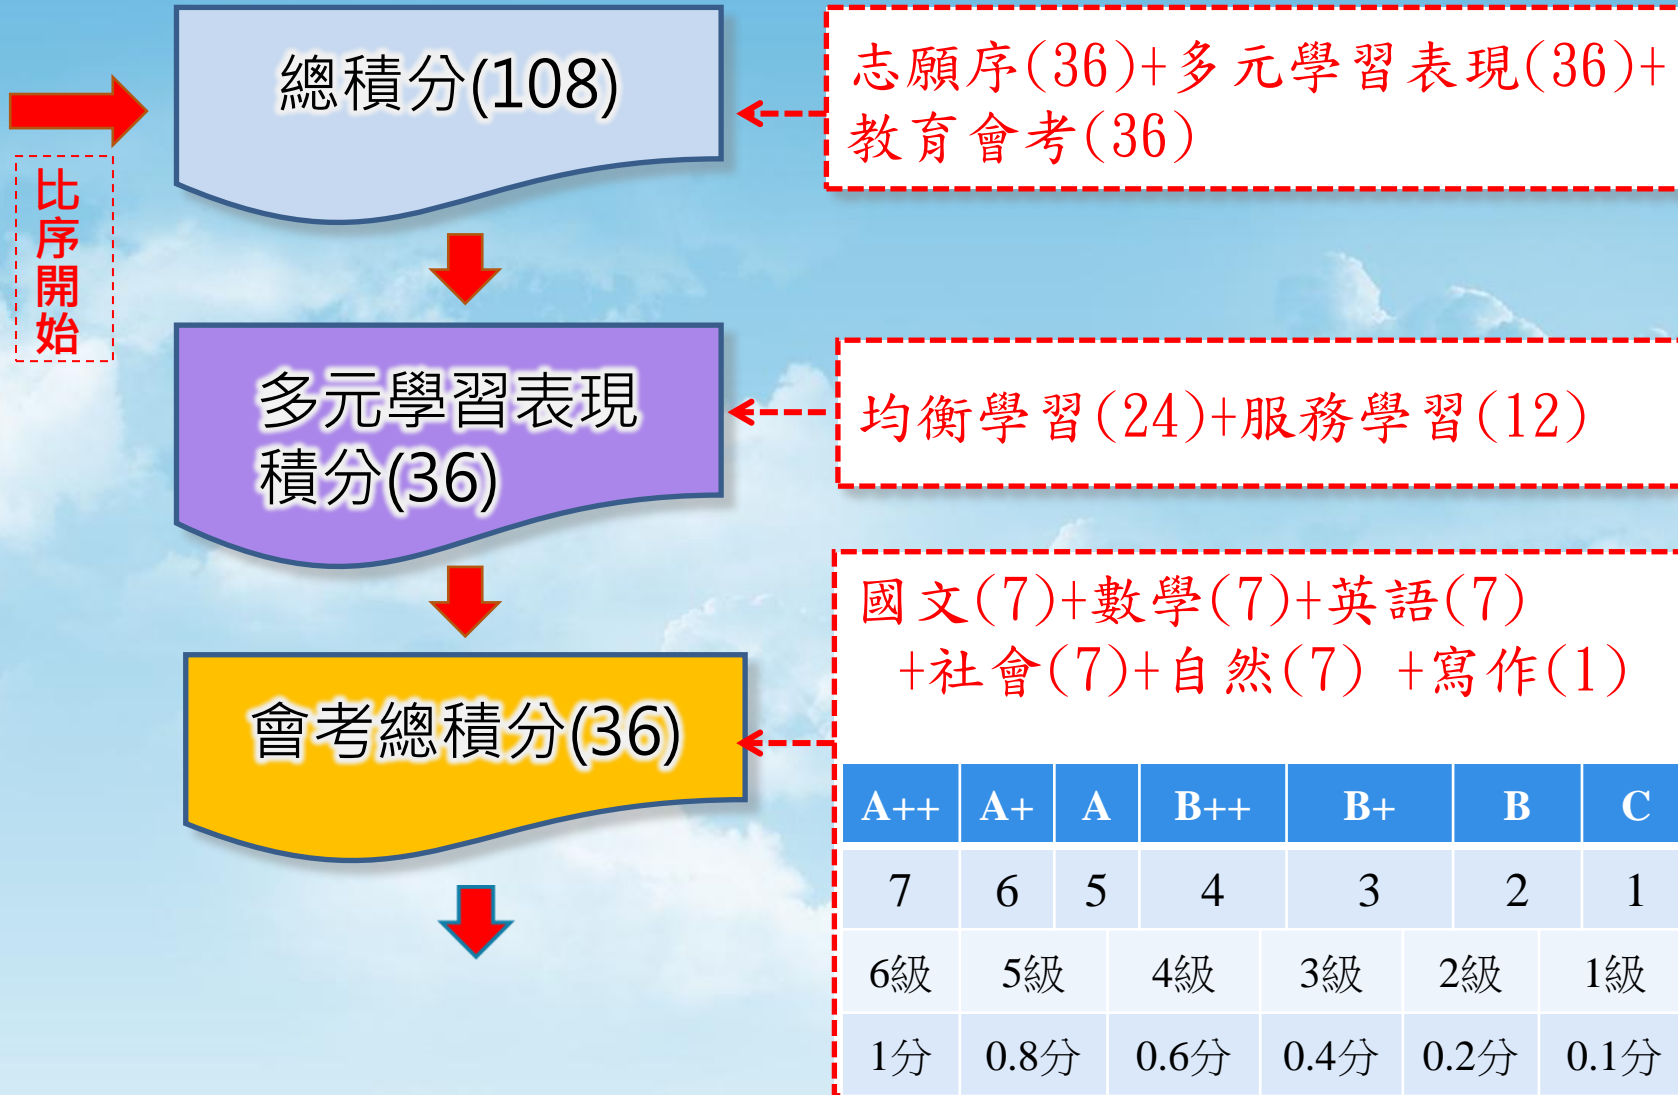 比序開始
總積分(108)
志願序(36)+多元學習表現(36)+
教育會考(36)
多元學習表現
積分(36)
均衡學習(24)+服務學習(12)
會考總積分(36)
國文(7)+數學(7)+英語(7)
+社會(7)+自然(7) +寫作(1)
A++ A+ A B++ B+ B C
7 6 5 4 3 2 1
6級 5級 4級 3級 2級 1級
1分 0.8分 0.6分 0.4分 0.2分 0.1分